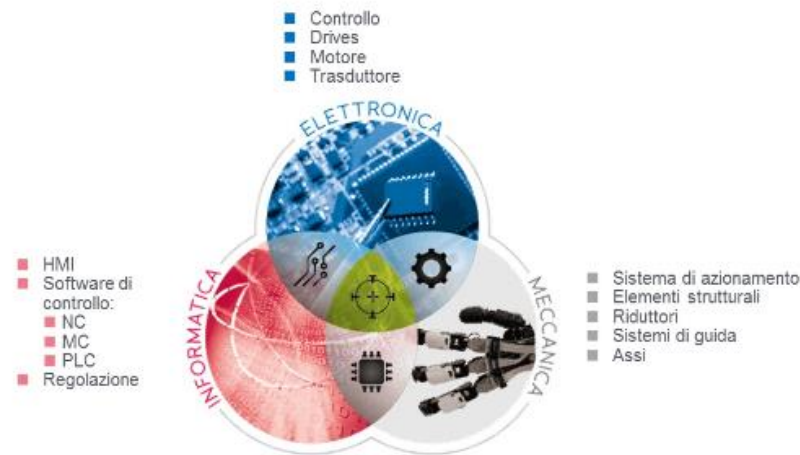 Controllo
Drives
Motore
Trasduttore
ELETTRONICA
HMI
Software di
controllo:
NC
MC
PLC
Regolazione
INFORMATICA
MECCANICA
Sistema di azionamento
Elementi strutturali
Riduttori
Sistemi di guida
Assi